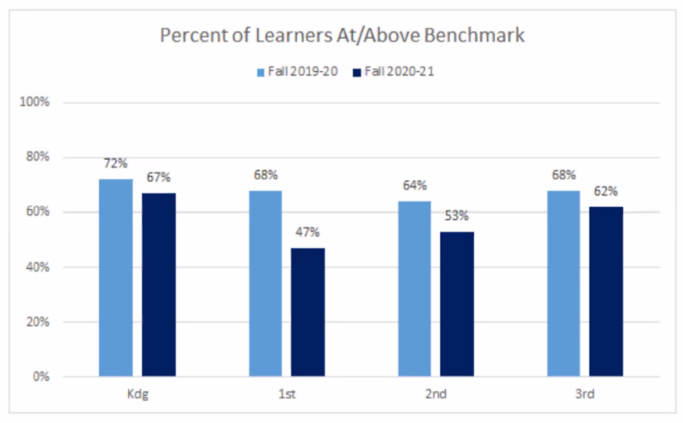 Percent of Learners At/Above Benchmark
Fall 2019-20 Fall 2020-21
100%
80%
60%
40%
20%
0%
72% 67% 68% 47% 64% 53% 68% 62%
Kdg 1st 2nd 3rd